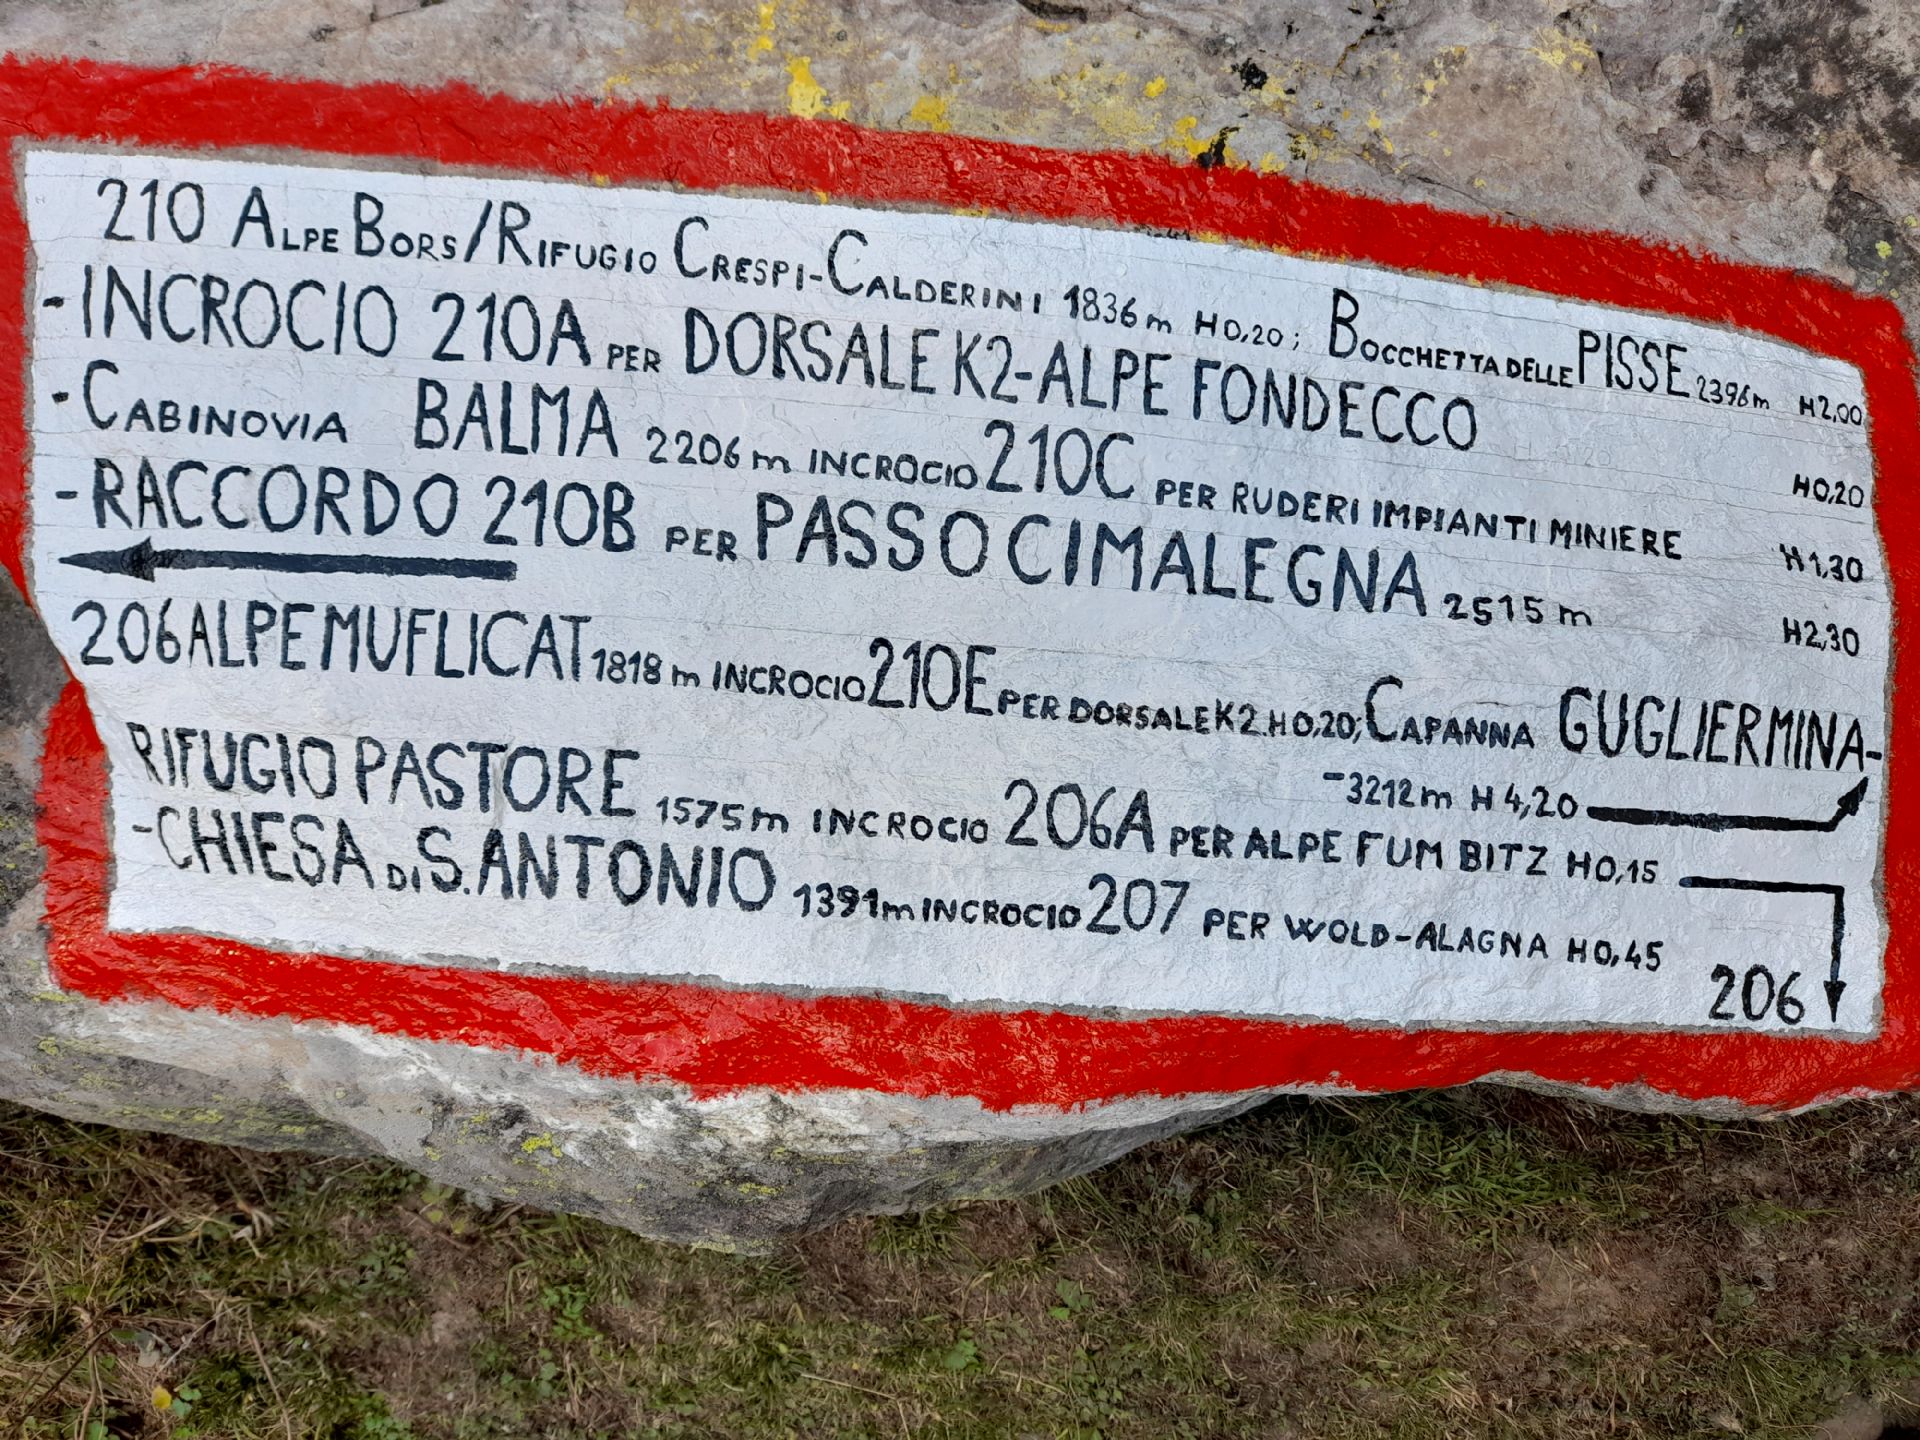 210 ALPE BORS/RIFUGIO CRESPI-CALDERINI 1836m H0,20; BOCCHETTA DELLE PISSE 2396m H2,00
-INCROCIO 210A PER DORSALE K2-ALPE FONDECCO H0,20
-CABINOVIA BALMA 2206m INCROCIO 210C PER RUDERI IMPIANTI MINIERE H1,30
-RACCORDO 210B PER PASSO CIMALEGNA 2515m H2,30
206 ALPE MUFLICAT 1818m INCROCIO 210E PER DORSALE K2 H0,20; CAPANNA GUGLIERMINA-
-3212m H4,20
RIFUGIO PASTORE 1575m INCROCIO 206A PER ALPE FUM BITZ H0,15
-CHIESA DI S. ANTONIO 1391m INCROCIO 207 PER WOLD-ALAGNA H0,45
206